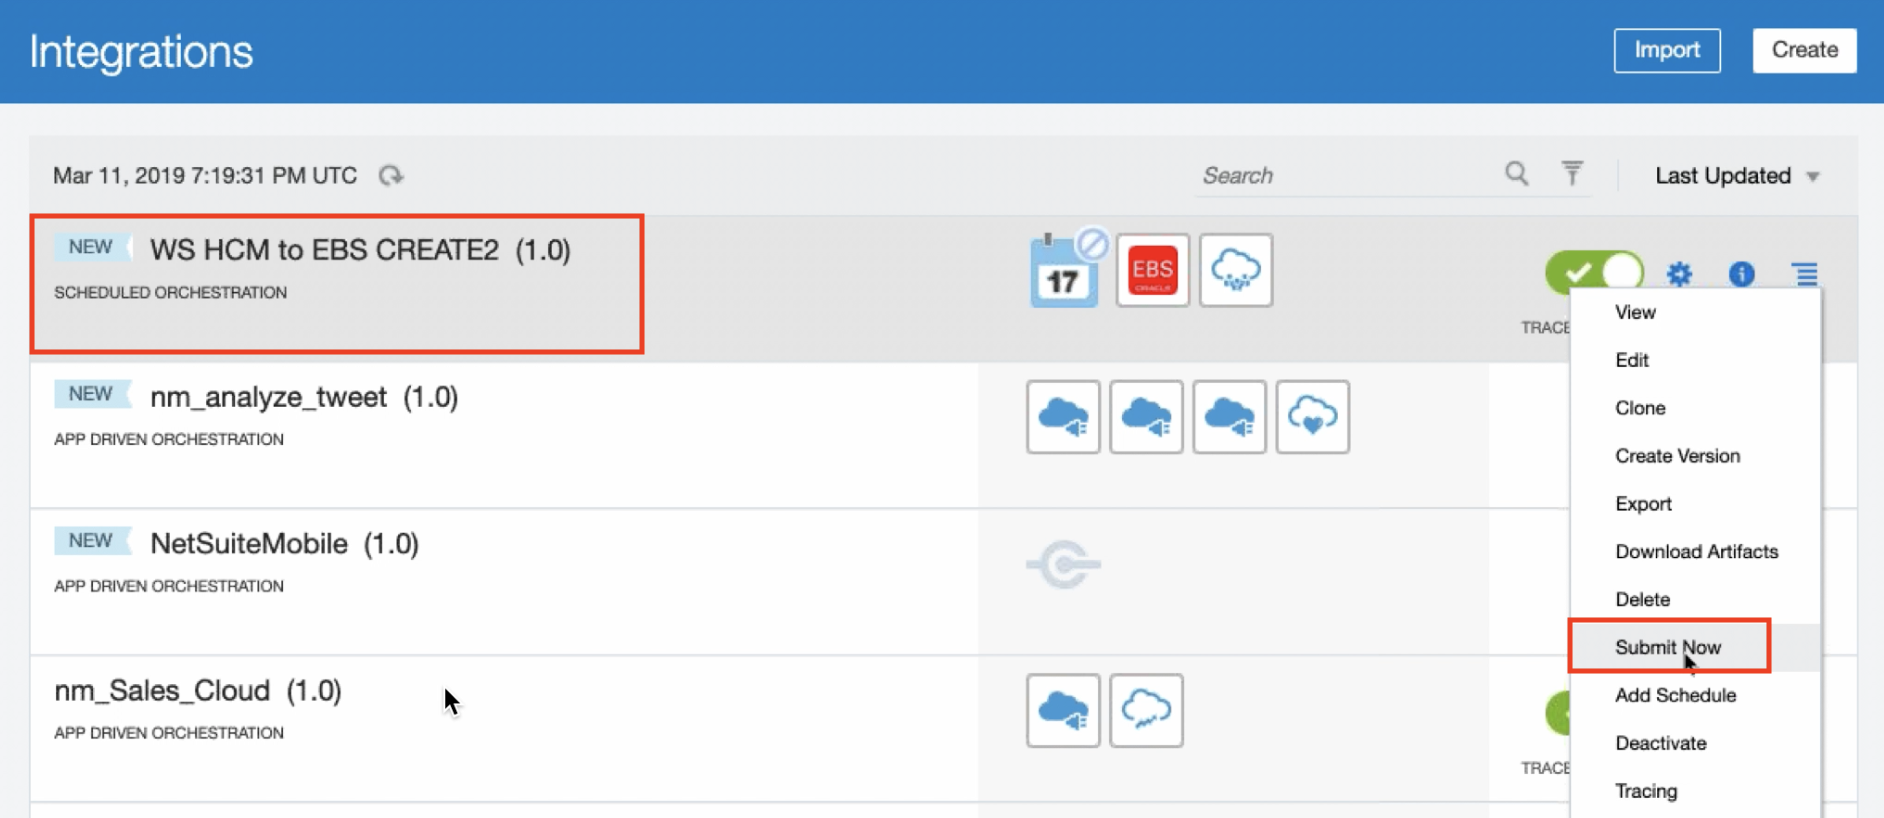 Integrations
Import
Create
Mar 11, 2019 7:19:31 PM UTC
Search
Last Updated
NEW
WS HCM to EBS CREATE2 (1.0)
SCHEDULED ORCHESTRATION
17
EBS
ORACLE
TRACE
NEW
nm_analyze_tweet (1.0)
APP DRIVEN ORCHESTRATION
NEW
NetSuiteMobile (1.0)
APP DRIVEN ORCHESTRATION
nm_Sales_Cloud (1.0)
APP DRIVEN ORCHESTRATION
TRACE
View
Edit
Clone
Create Version
Export
Download Artifacts
Delete
Submit Now
Add Schedule
Deactivate
Tracing